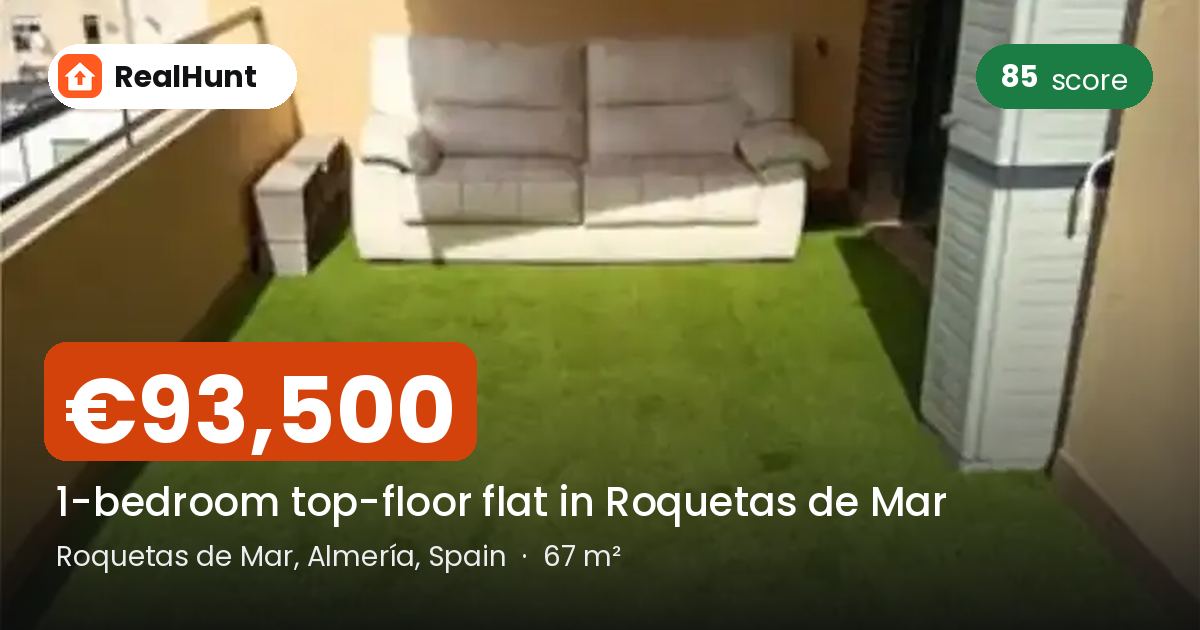 RealHunt
85 score
€93,500
1-bedroom top-floor flat in Roquetas de Mar
Roquetas de Mar, Almería, Spain · 67 m²